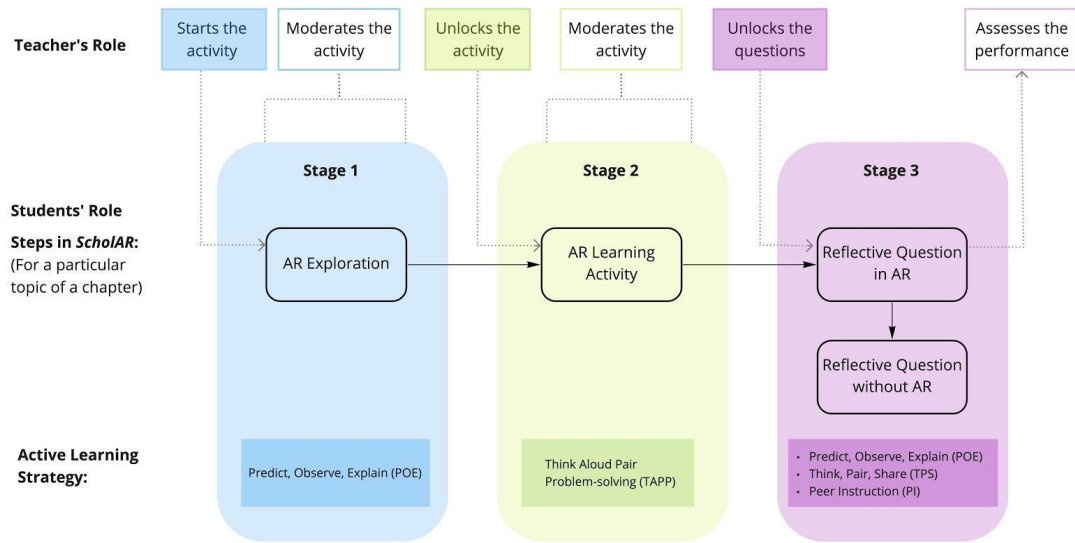 Teacher's Role
Starts the
activity
Moderates the
activity
Unlocks the
activity
Moderates the
activity
Unlocks the
questions
Assesses the
performance
Stage 1
Stage 2
Stage 3
Students' Role
Steps in ScholAR:
(For a particular
topic of a chapter)
AR Exploration
AR Learning
Activity
Reflective Question
in AR
Reflective Question
without AR
Active Learning
Strategy:
Predict, Observe, Explain (POE)
Think Aloud Pair
Problem-solving (TAPP)
• Predict, Observe, Explain (POE)
• Think, Pair, Share (TPS)
• Peer Instruction (PI)